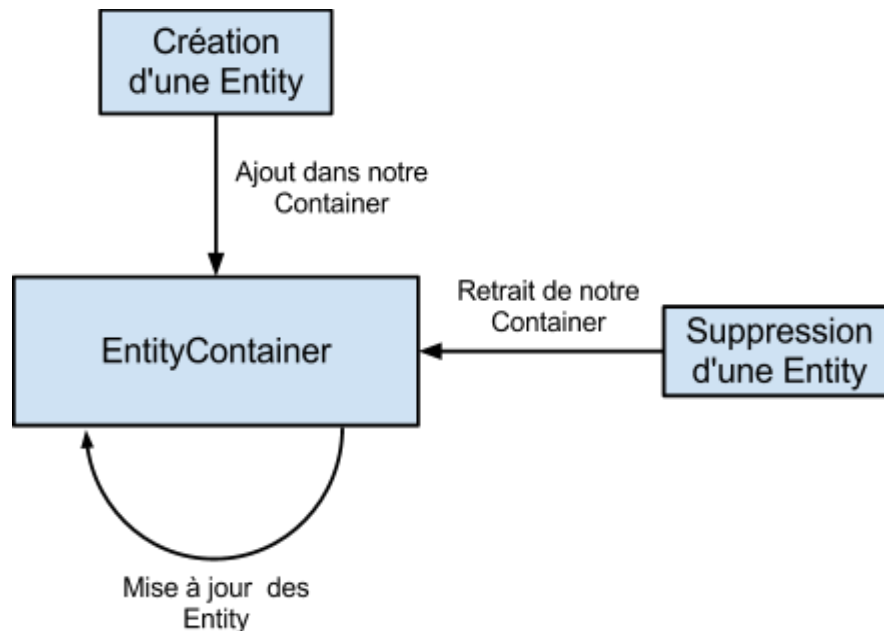 Création
d'une Entity
Ajout dans notre
Container
EntityContainer
Retrait de notre
Container
Suppression
d'une Entity
Mise à jour des
Entity